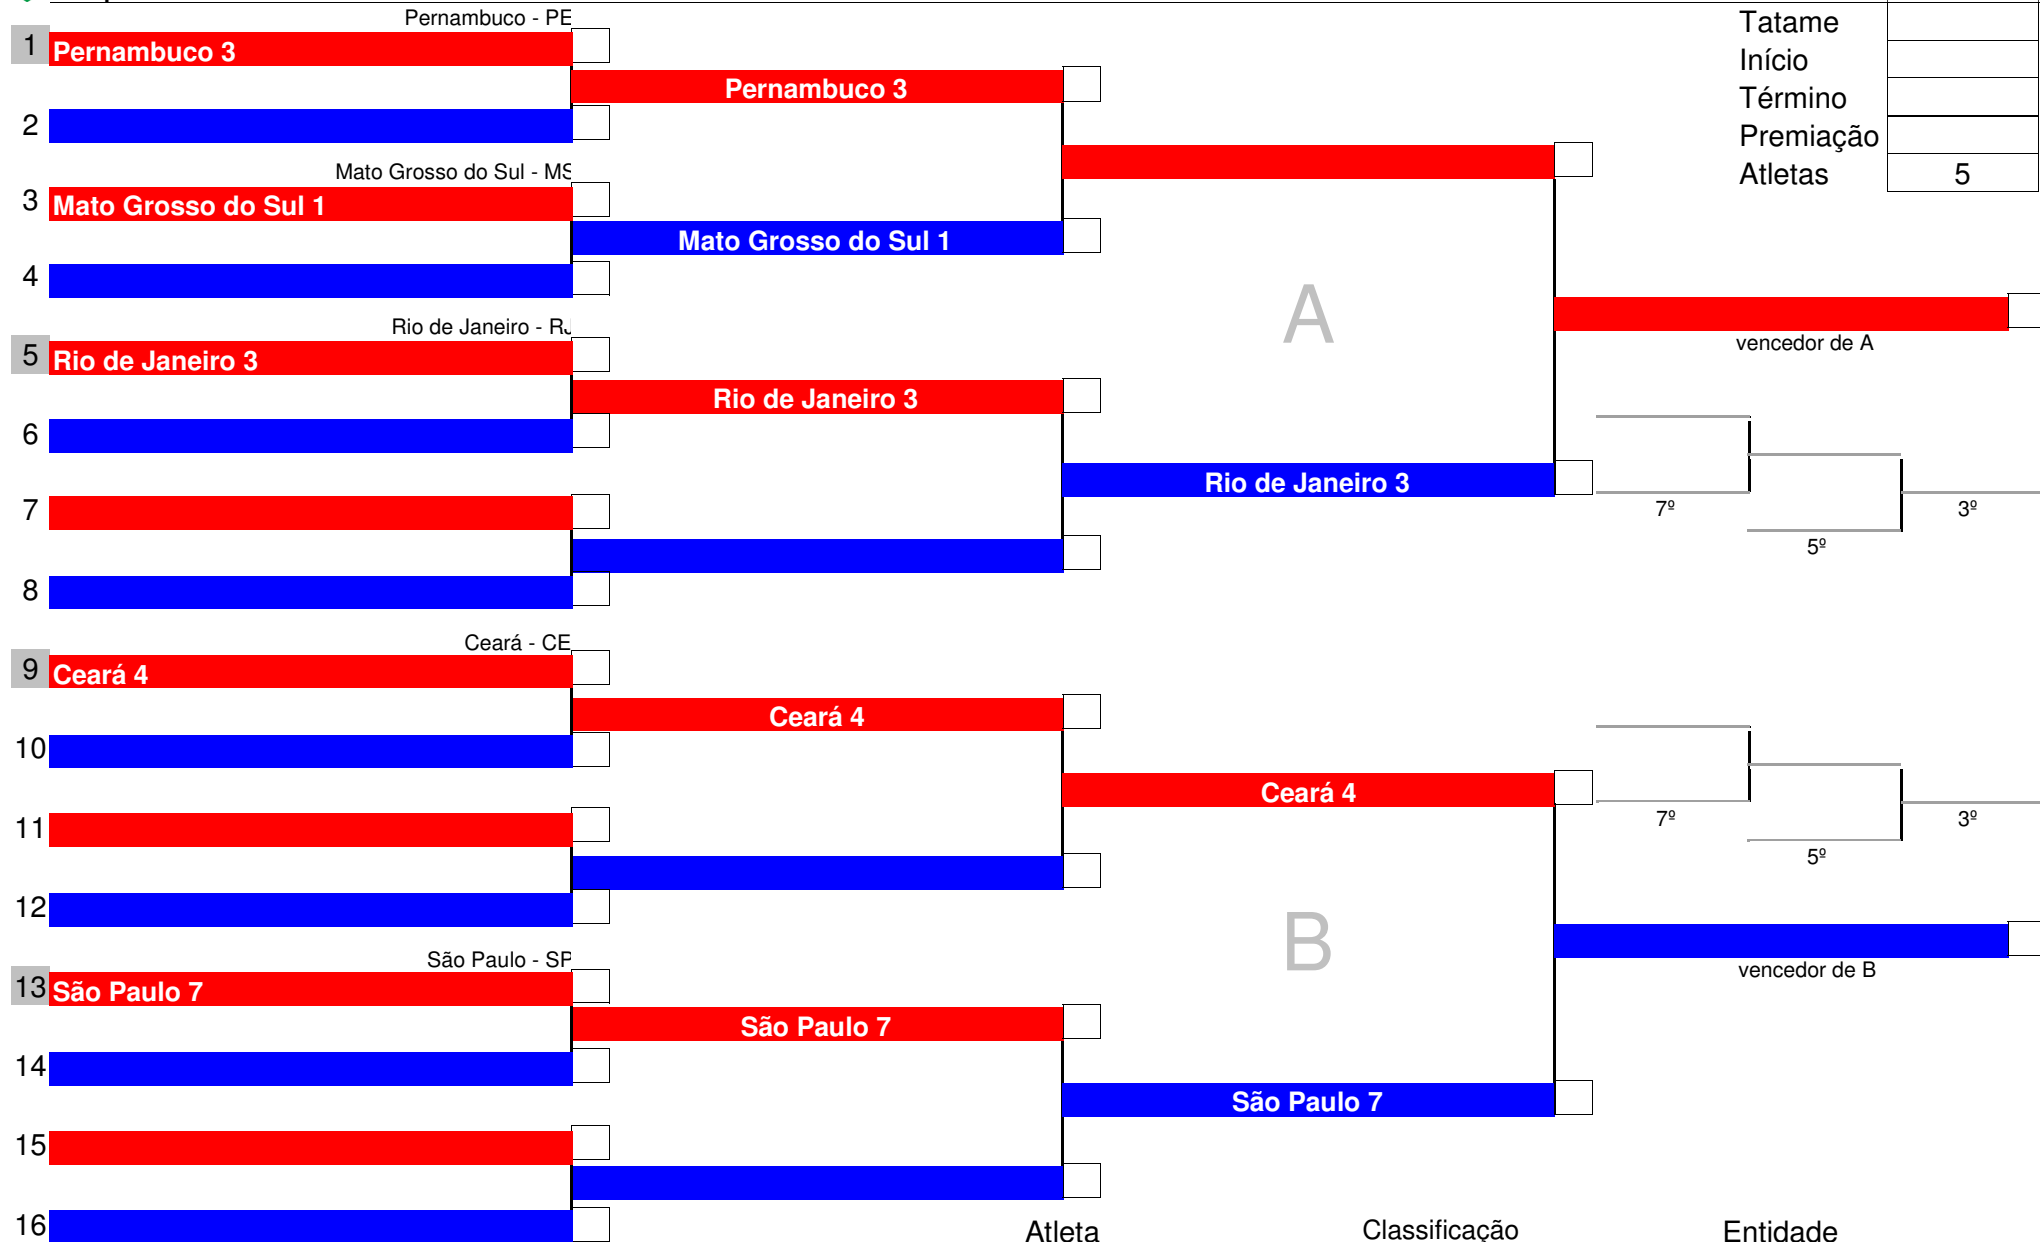 Pernambuco - PE
Tatame
1 Pernambuco 3
Início
Pernambuco 3
Término
2
Premiação
Mato Grosso do Sul - MS
Atletas 5
3 Mato Grosso do Sul 1
Mato Grosso do Sul 1
4
A
Rio de Janeiro - RJ
vencedor de A
5 Rio de Janeiro 3
Rio de Janeiro 3
6
Rio de Janeiro 3
7
7º 3º
5º
8
Ceará - CE
9 Ceará 4
Ceará 4
10
Ceará 4
11
7º 3º
5º
12
B
São Paulo - SP
vencedor de B
13 São Paulo 7
São Paulo 7
14
São Paulo 7
15
16
Atleta Classificação Entidade